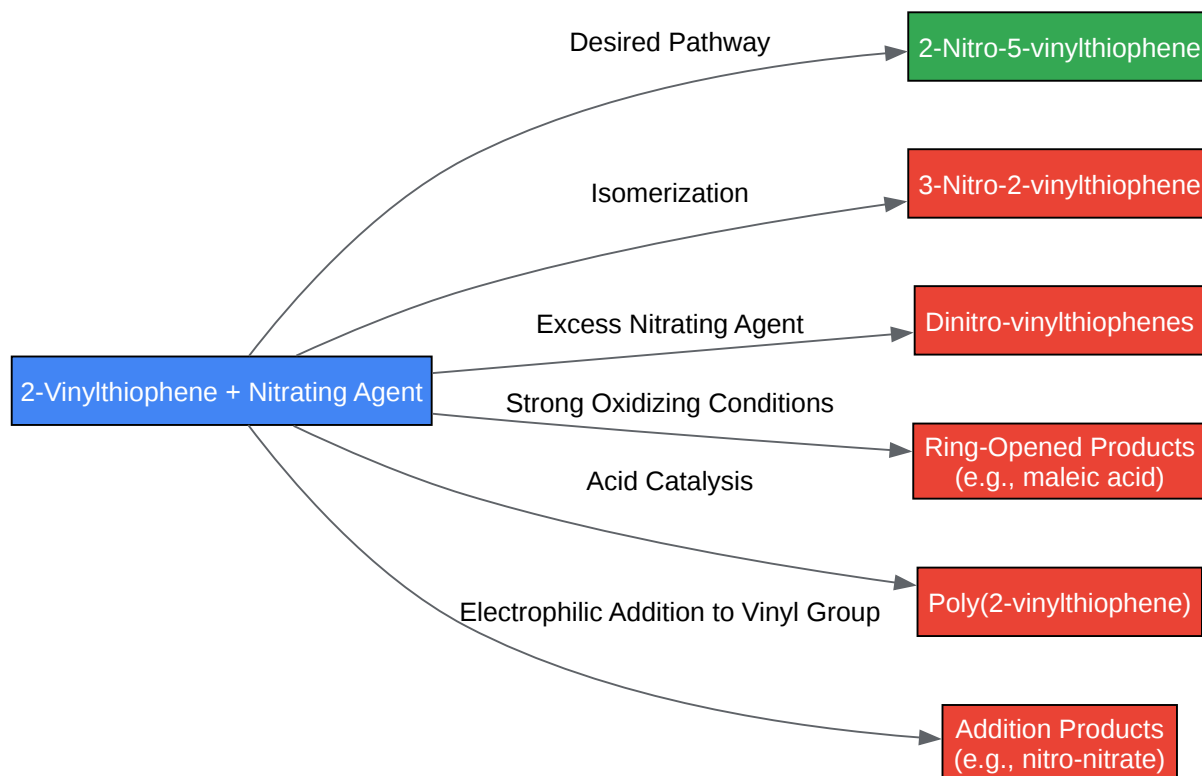 Desired Pathway
2-Nitro-5-vinylthiophene
Isomerization
3-Nitro-2-vinylthiophene
Excess Nitrating Agent
Dinitro-vinylthiophenes
2-Vinylthiophene + Nitrating Agent
Strong Oxidizing Conditions
Ring-Opened Products
(e.g., maleic acid)
Acid Catalysis
Poly(2-vinylthiophene)
Electrophilic Addition to Vinyl Group
Addition Products
(e.g., nitro-nitrate)